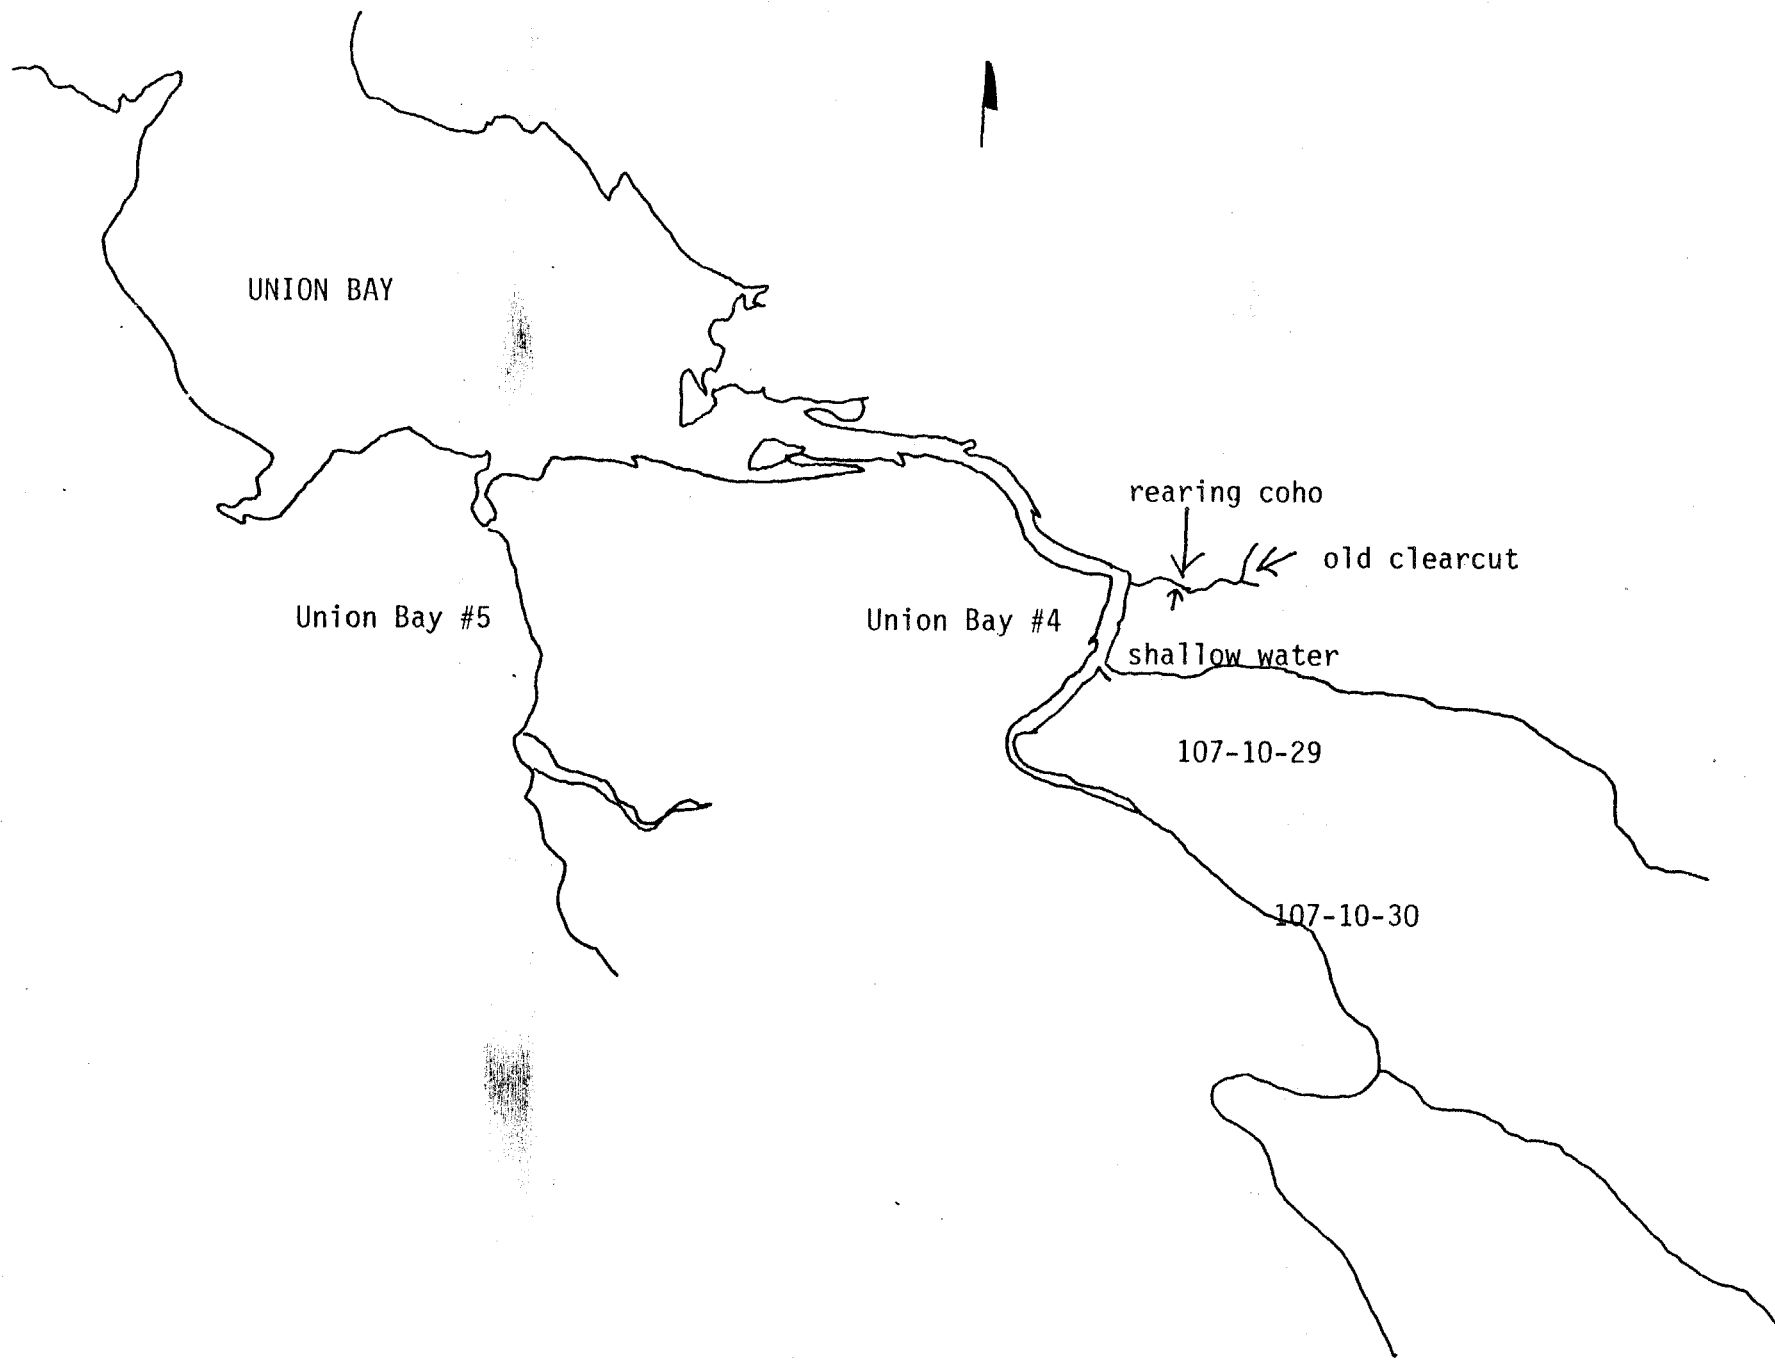 UNION BAY
rearing coho
old clearcut
Union Bay #5
Union Bay #4
shallow water
107-10-29
107-10-30